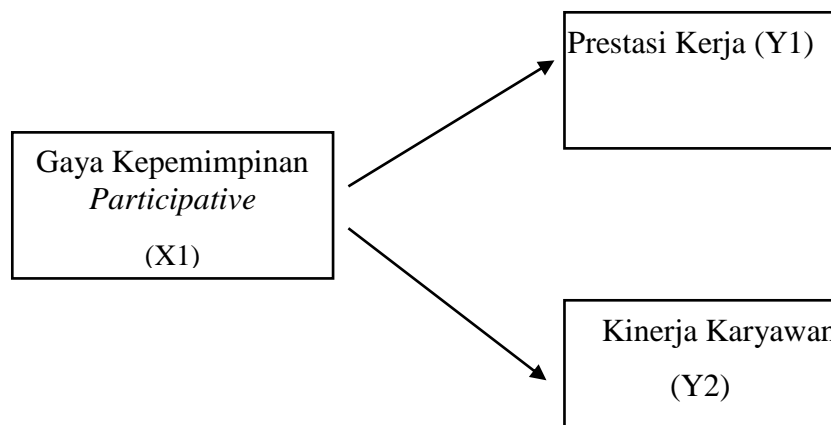 Prestasi Kerja (Y1)
Gaya Kepemimpinan
Participative
(X1)
Kinerja Karyawan
(Y2)